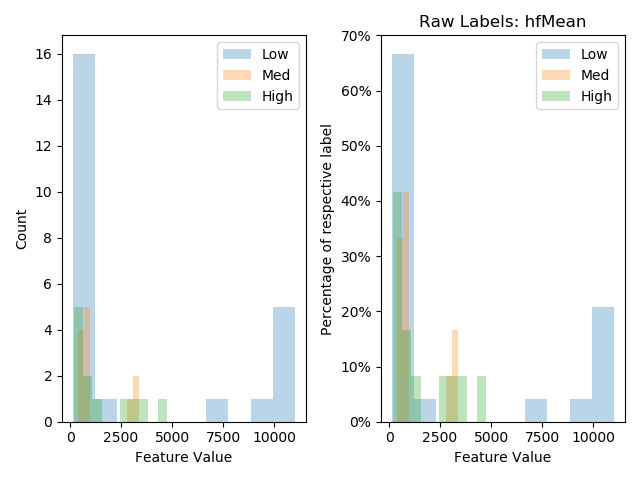 16
14
12
10
8
6
4
2
0
Count
0
2500
5000
7500
10000
Feature Value
Low
Med
High
Raw Labels: hfMean
70%
60%
50%
40%
30%
20%
10%
0%
Percentage of respective label
0
2500
5000
7500
10000
Feature Value
Low
Med
High